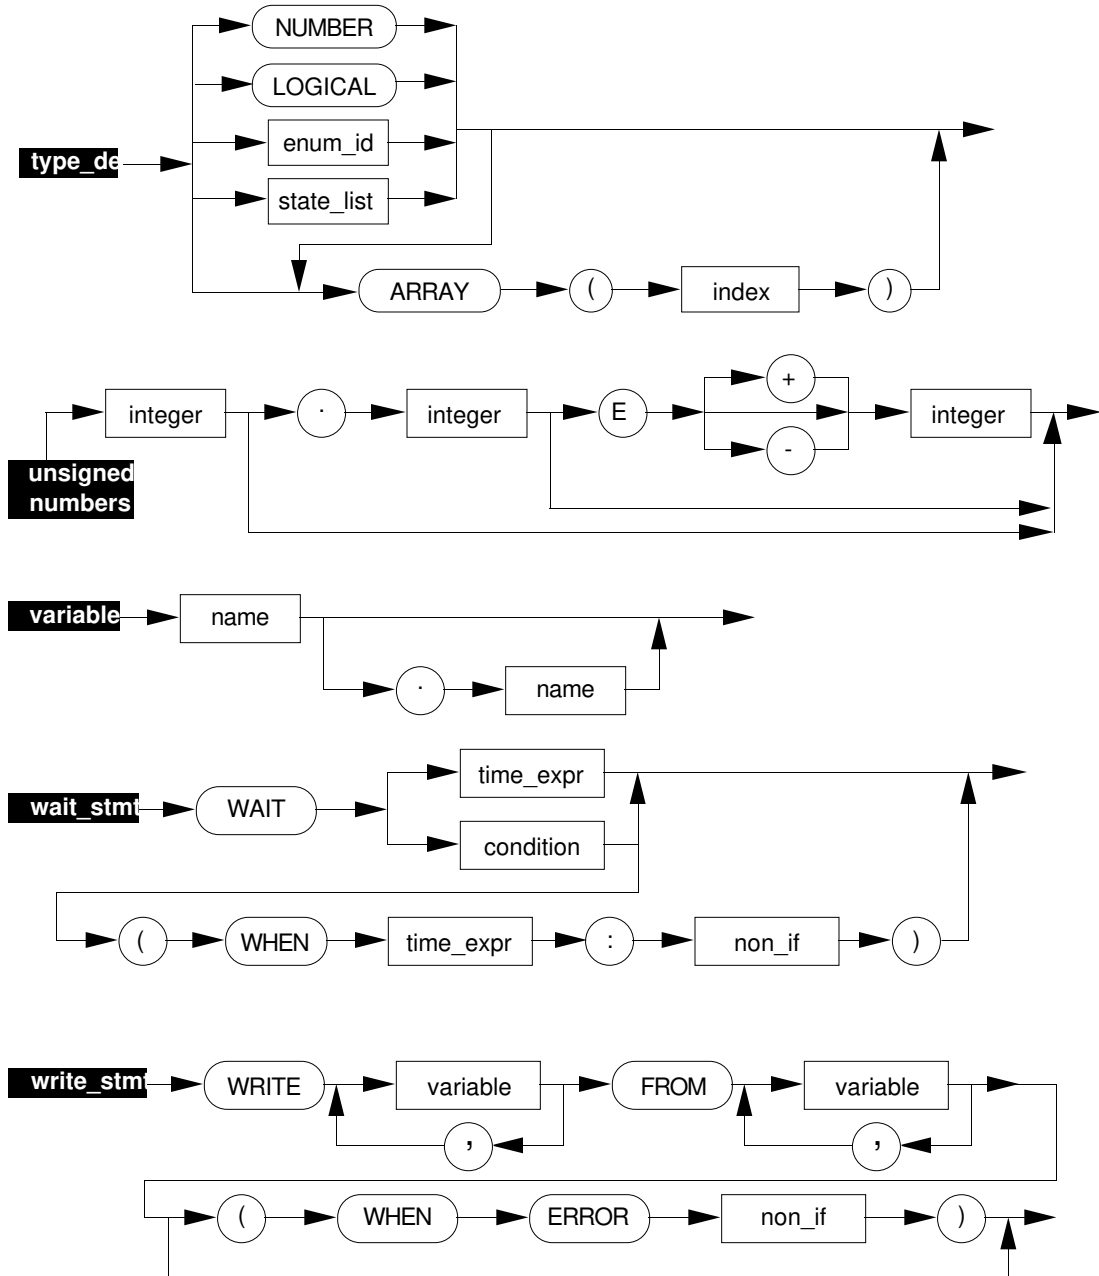 NUMBER
LOGICAL
enum_id
type_de
state_list
ARRAY ( index )
+
integer . integer E integer
-
unsigned
numbers
variable name
. name
time_expr
wait_stmt WAIT
condition
( WHEN time_expr : non_if )
write_stmt WRITE variable FROM variable
, ,
( WHEN ERROR non_if )